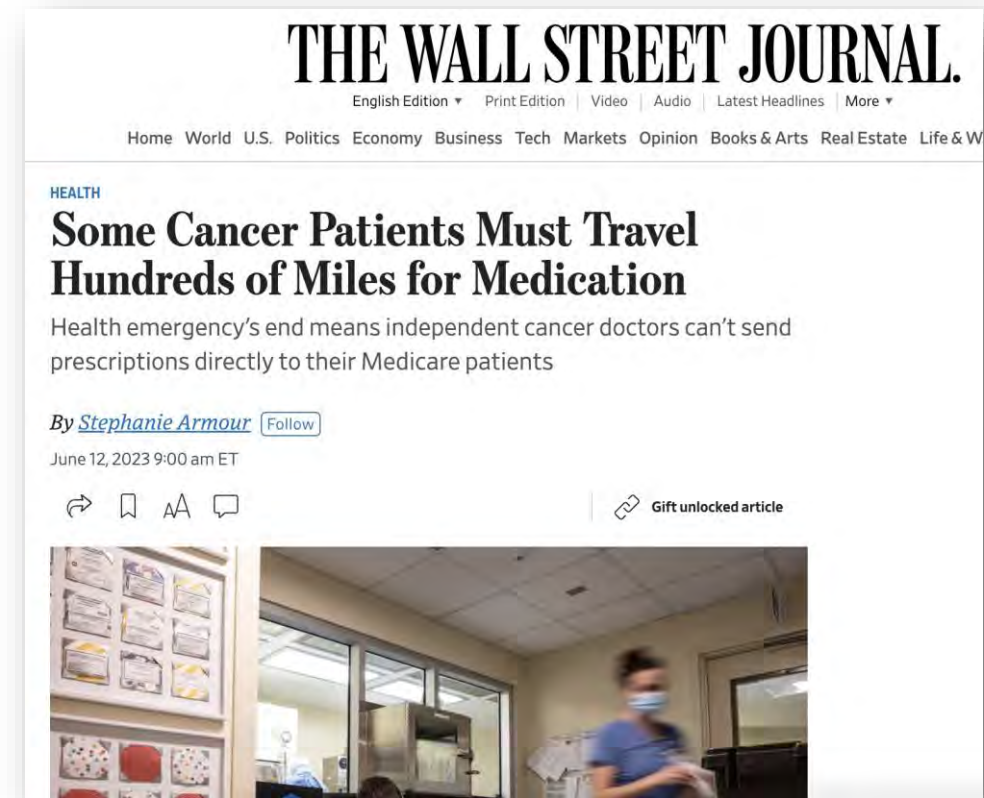 THE WALL STREET JOURNAL.
English Edition ▾ Print Edition | Video | Audio | Latest Headlines | More ▾
Home World U.S. Politics Economy Business Tech Markets Opinion Books & Arts Real Estate Life & W
HEALTH
Some Cancer Patients Must Travel
Hundreds of Miles for Medication
Health emergency's end means independent cancer doctors can't send
prescriptions directly to their Medicare patients
By Stephanie Armour Follow
June 12, 2023 9:00 am ET
AA Gift unlocked article